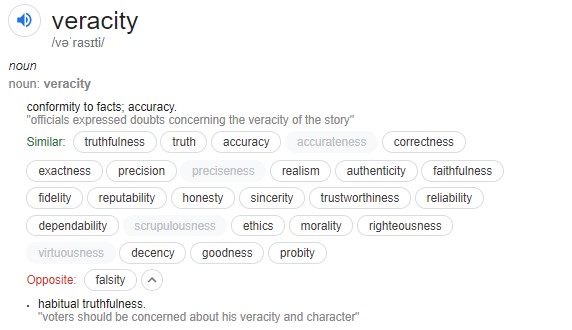 veracity
/vəˈrasɪti/
noun
noun: veracity
conformity to facts; accuracy.
"officials expressed doubts concerning the veracity of the story"
Similar: truthfulness truth accuracy accurateness correctness
exactness precision preciseness realism authenticity faithfulness
fidelity reputability honesty sincerity trustworthiness reliability
dependability scrupulousness ethics morality righteousness
virtuousness decency goodness probity
Opposite: falsity
• habitual truthfulness.
"voters should be concerned about his veracity and character"